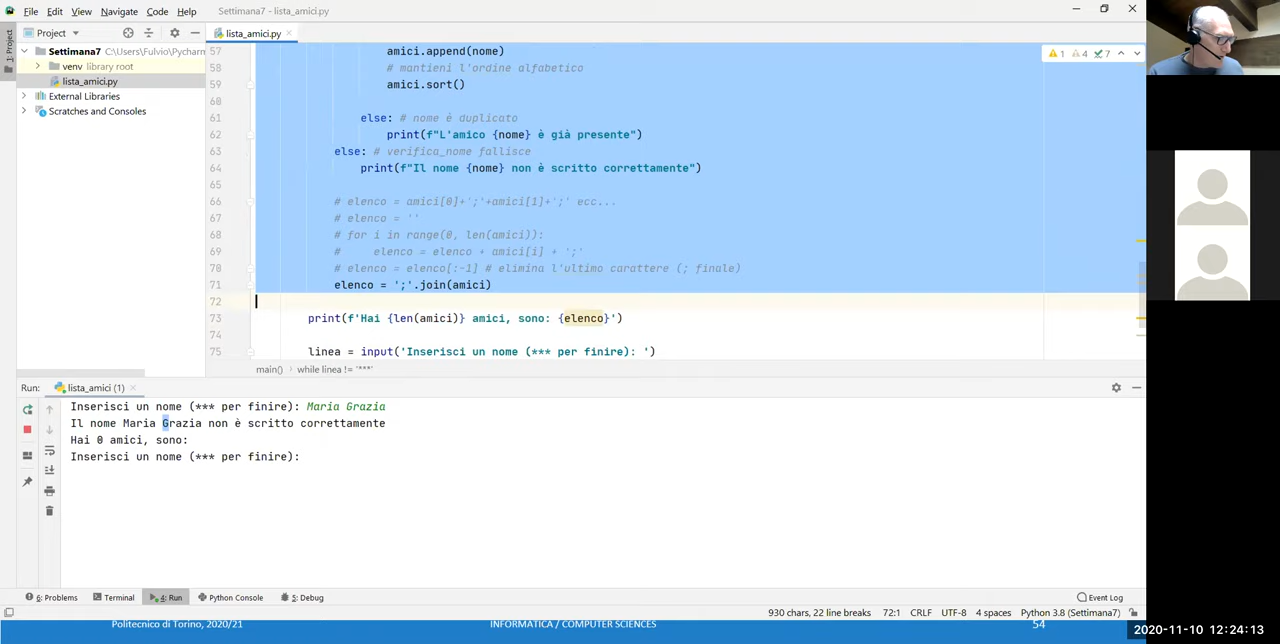 File Edit View Navigate Code Help Settimana7 - lista_amici.py
Project lista_amici.py
1: Project
Settimana7 C:\Users\Fulvio\Pycharm
venv library root
lista_amici.py
External Libraries
Scratches and Consoles
1 4 7
57 amici.append(nome)
58 # mantieni l'ordine alfabetico
59 amici.sort()
60
61 else: # nome è duplicato
62 print(f"L'amico {nome} è già presente")
63 else: # verifica_nome fallisce
64 print(f"Il nome {nome} non è scritto correttamente")
65
66 # elenco = amici[0]+';'+amici[1]+';' ecc...
67 # elenco = ''
68 # for i in range(0, len(amici)):
69 #     elenco = elenco + amici[i] + ';'
70 # elenco = elenco[:-1] # elimina l'ultimo carattere (; finale)
71 elenco = ';'.join(amici)
72
73 print(f'Hai {len(amici)} amici, sono: {elenco}')
74
75 linea = input('Inserisci un nome (*** per finire): ')
main() while linea != '***'
Run: lista_amici (1)
Inserisci un nome (*** per finire): Maria Grazia
Il nome Maria Grazia non è scritto correttamente
Hai 0 amici, sono:
Inserisci un nome (*** per finire):
6: Problems Terminal 4: Run Python Console 5: Debug Event Log
930 chars, 22 line breaks 72:1 CRLF UTF-8 4 spaces Python 3.8 (Settimana7)
Politecnico di Torino, 2020/21 INFORMATICA / COMPUTER SCIENCES 54
2020-11-10 12:24:13